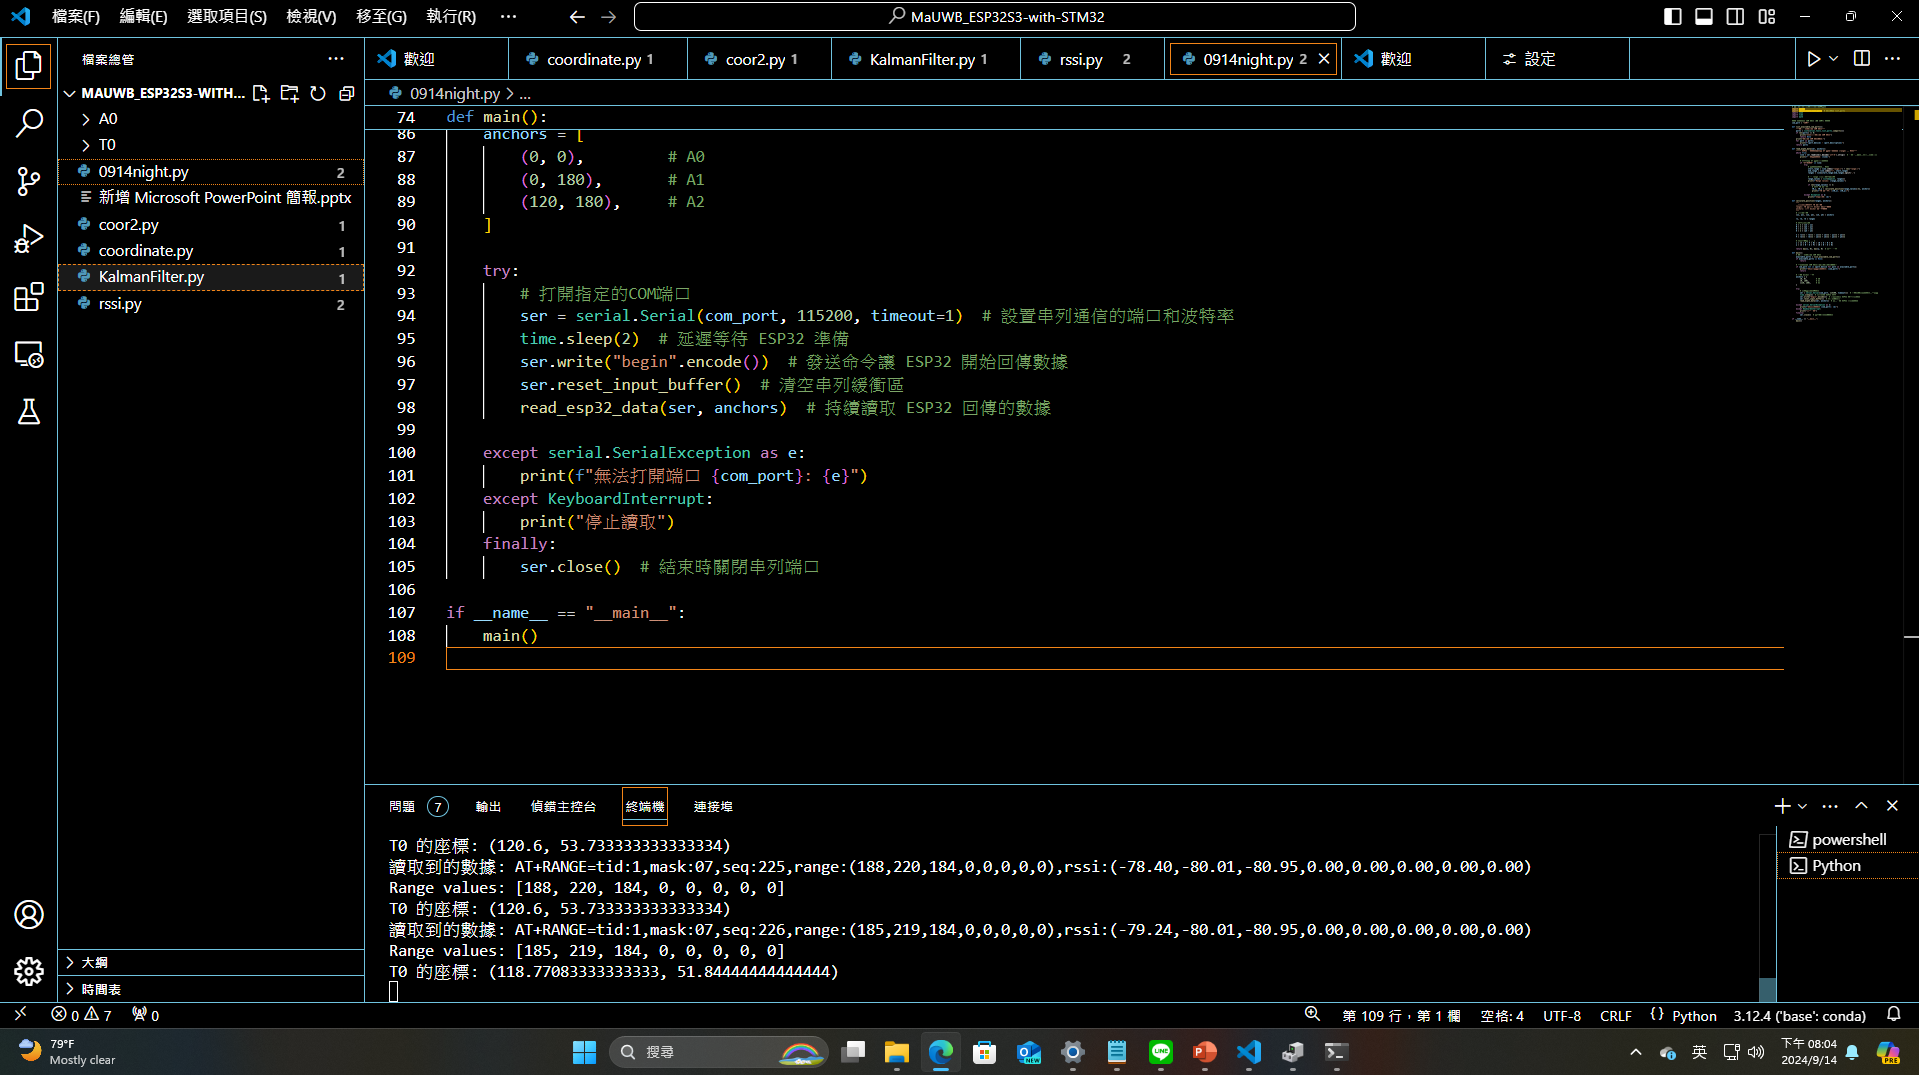 檔案(F) 編輯(E) 選取項目(S) 檢視(V) 移至(G) 執行(R) ···
MaUWB_ESP32S3-with-STM32
檔案總管
MAUWB_ESP32S3-WITH...
A0
T0
0914night.py 2
新增 Microsoft PowerPoint 簡報.pptx
coor2.py 1
coordinate.py 1
KalmanFilter.py 1
rssi.py 2
大綱
時間表
歡迎
coordinate.py 1
coor2.py 1
KalmanFilter.py 1
rssi.py 2
0914night.py 2
歡迎
設定
0914night.py > ...
74 def main():
86 anchors = [
87 (0, 0), # A0
88 (0, 180), # A1
89 (120, 180), # A2
90 ]
91
92 try:
93 # 打開指定的COM端口
94 ser = serial.Serial(com_port, 115200, timeout=1) # 設置串列通信的端口和波特率
95 time.sleep(2) # 延遲等待 ESP32 準備
96 ser.write("begin".encode()) # 發送命令讓 ESP32 開始回傳數據
97 ser.reset_input_buffer() # 清空串列緩衝區
98 read_esp32_data(ser, anchors) # 持續讀取 ESP32 回傳的數據
99
100 except serial.SerialException as e:
101 print(f"無法打開端口 {com_port}: {e}")
102 except KeyboardInterrupt:
103 print("停止讀取")
104 finally:
105 ser.close() # 結束時關閉串列端口
106
107 if __name__ == "__main__":
108 main()
109
問題 7 輸出 偵錯主控台 終端機 連接埠
T0 的座標: (120.6, 53.733333333333334)
讀取到的數據: AT+RANGE=tid:1,mask:07,seq:225,range:(188,220,184,0,0,0,0,0),rssi:(-78.40,-80.01,-80.95,0.00,0.00,0.00,0.00,0.00)
Range values: [188, 220, 184, 0, 0, 0, 0, 0]
T0 的座標: (120.6, 53.733333333333334)
讀取到的數據: AT+RANGE=tid:1,mask:07,seq:226,range:(185,219,184,0,0,0,0,0),rssi:(-79.24,-80.01,-80.95,0.00,0.00,0.00,0.00,0.00)
Range values: [185, 219, 184, 0, 0, 0, 0, 0]
T0 的座標: (118.77083333333333, 51.84444444444444)
powershell
Python
0 7 0
第 109 行，第 1 欄 空格: 4 UTF-8 CRLF {} Python 3.12.4 ('base': conda)
79°F
Mostly clear
搜尋
英
下午 08:04
2024/9/14